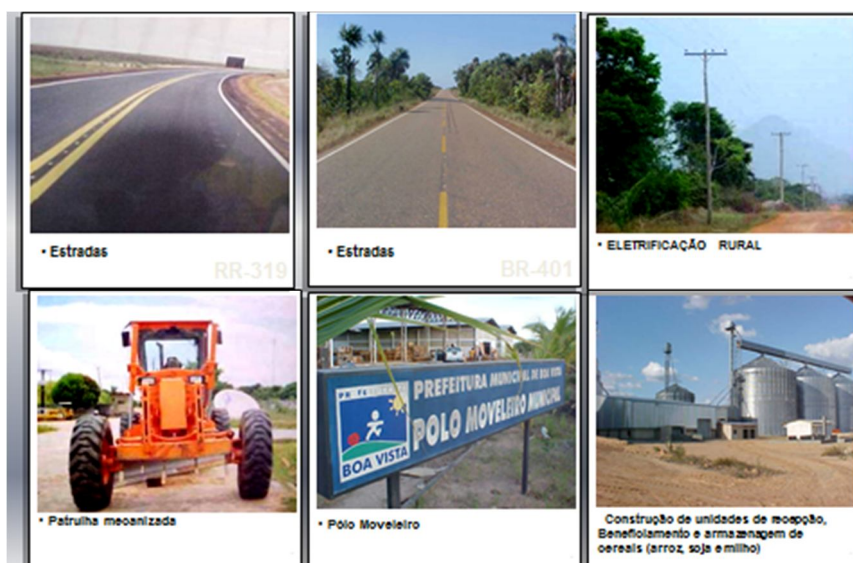 • Estradas
RR-319
• Estradas
BR-401
• ELETRIFICAÇÃO RURAL
• Patrulha mecanizada
PREFEITURA MUNICIPAL DE BOA VISTA
POLO MOVELEIRO MUNICIPAL
BOA VISTA
• Pólo Moveleiro
Construção de unidades de recepção,
Beneficiamento e armazenagem de
cereais (arroz, soja e milho)